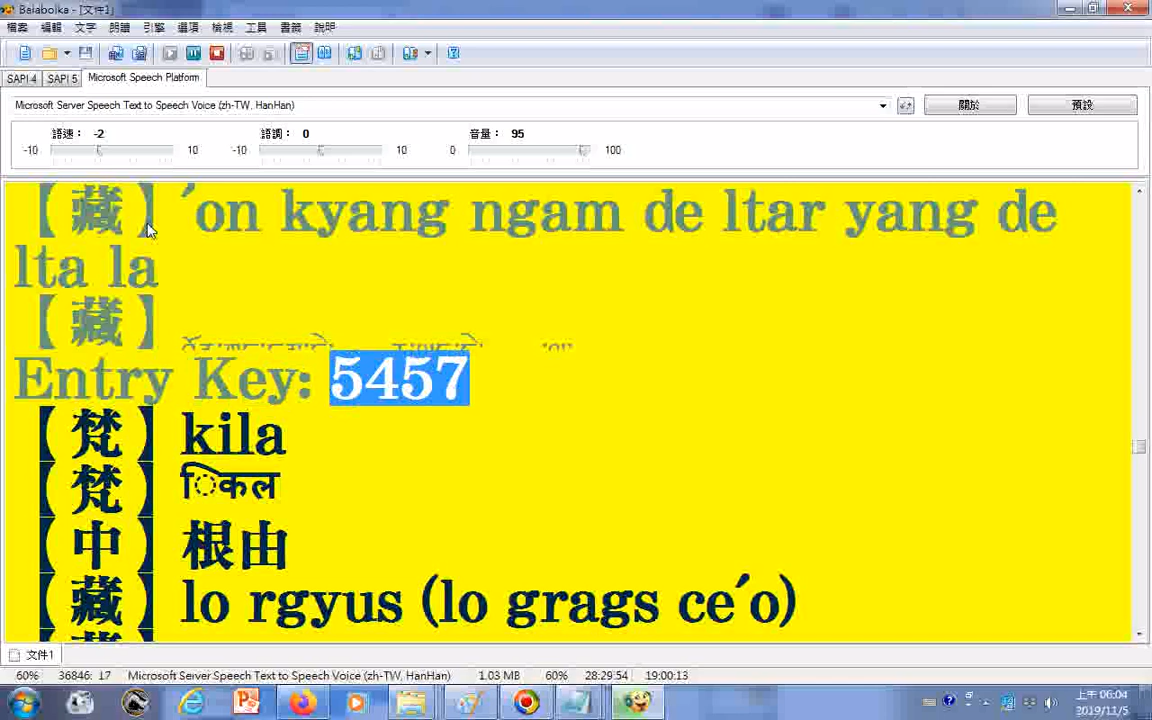 Balabolka - [文件1]
檔案 編輯 文字 朗讀 引擎 選項 檢視 工具 書籤 說明
SAPI 4 SAPI 5 Microsoft Speech Platform
Microsoft Server Speech Text to Speech Voice (zh-TW, HanHan) 關於 預設
語速： -2 語調： 0 音量： 95
-10 10 -10 10 0 100
【藏】 'on kyang ngam de ltar yang de
lta la
【藏】
Entry Key: 5457
【梵】 kila
【梵】 िकल
【中】 根由
【藏】 lo rgyus (lo grags ce'o)
文件1
60% 36846: 17 Microsoft Server Speech Text to Speech Voice (zh-TW, HanHan) 1.03 MB 60% 28:29:54 19:00:13
上午 06:04
2019/11/5